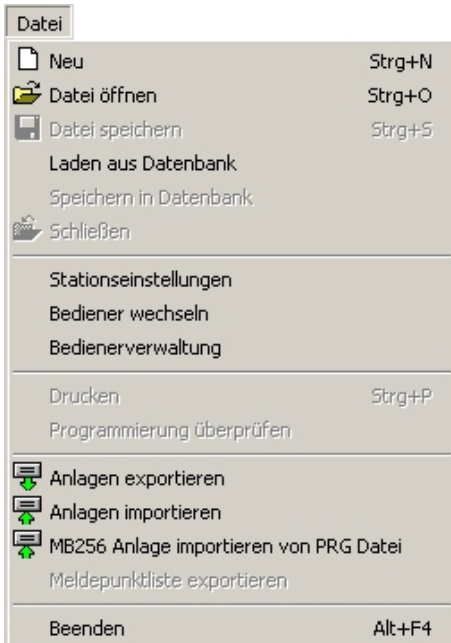 Datei
Neu Strg+N
Datei öffnen Strg+O
Datei speichern Strg+S
Laden aus Datenbank
Speichern in Datenbank
Schließen
Stationseinstellungen
Bediener wechseln
Bedienerverwaltung
Drucken Strg+P
Programmierung überprüfen
Anlagen exportieren
Anlagen importieren
MB256 Anlage importieren von PRG Datei
Meldepunktliste exportieren
Beenden Alt+F4